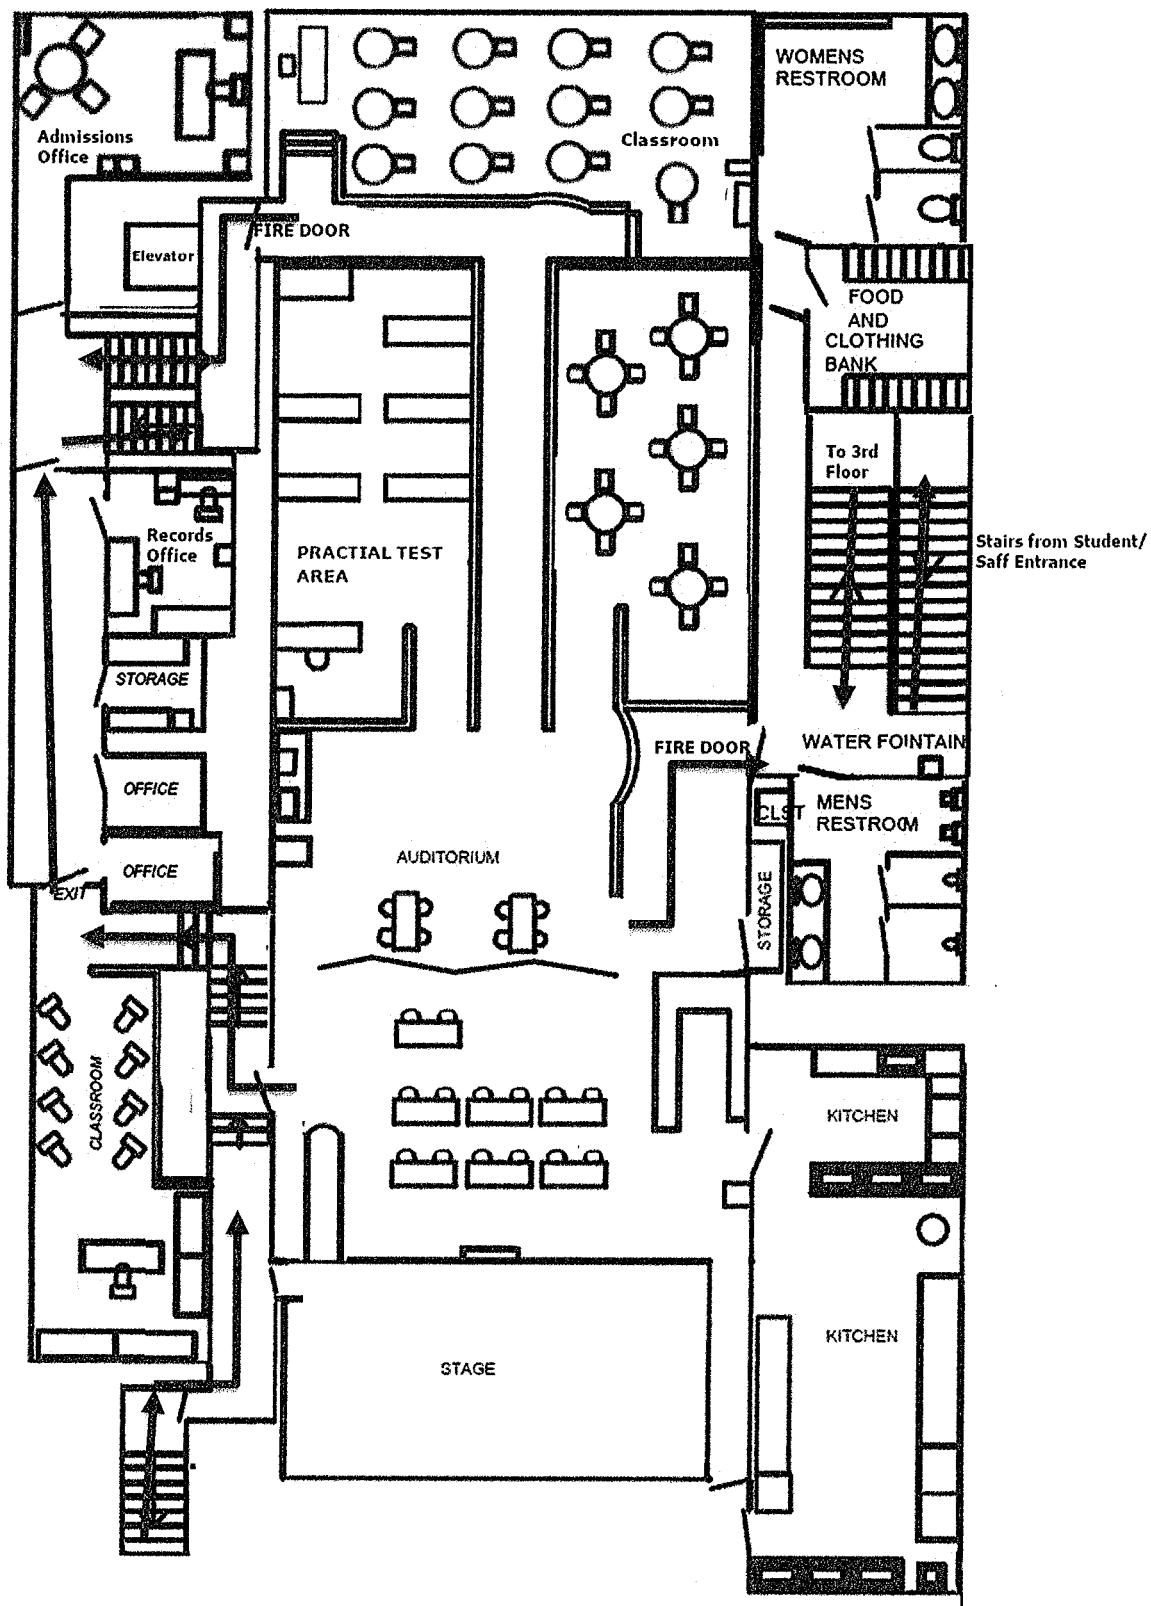 WOMENS
RESTROOM
Admissions
Office
Classroom
FIRE DOOR
Elevator
FOOD
AND
CLOTHING
BANK
To 3rd
Floor
Records
Office
PRACTIAL TEST
AREA
Stairs from Student/
Saff Entrance
STORAGE
FIRE DOOR
WATER FOINTAIN
OFFICE
CLST
MENS
RESTROOM
AUDITORIUM
OFFICE
EXIT
STORAGE
CLASSROOM
KITCHEN
KITCHEN
STAGE